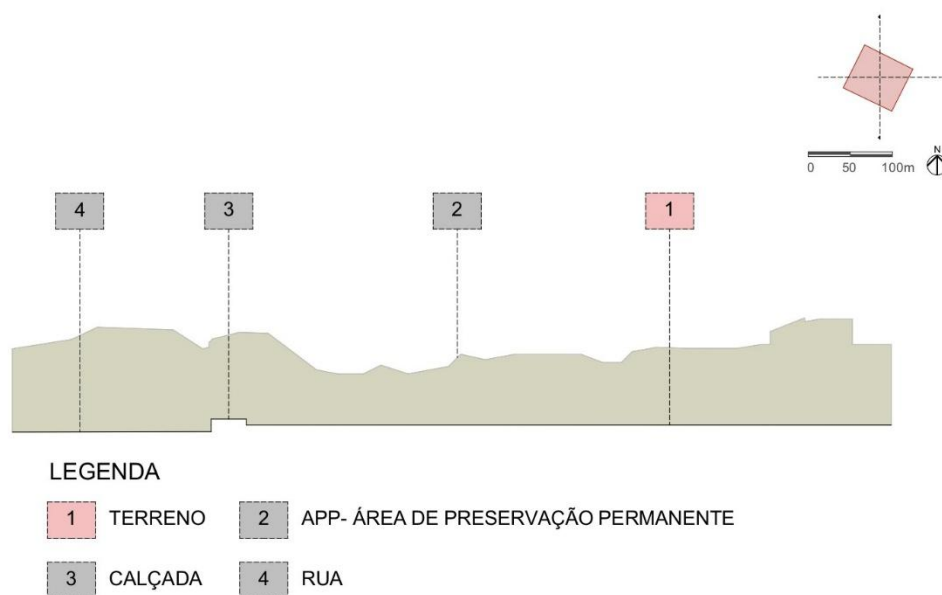 N
0 50 100m
4 3 2 1
LEGENDA
1 TERRENO 2 APP- ÁREA DE PRESERVAÇÃO PERMANENTE
3 CALÇADA 4 RUA